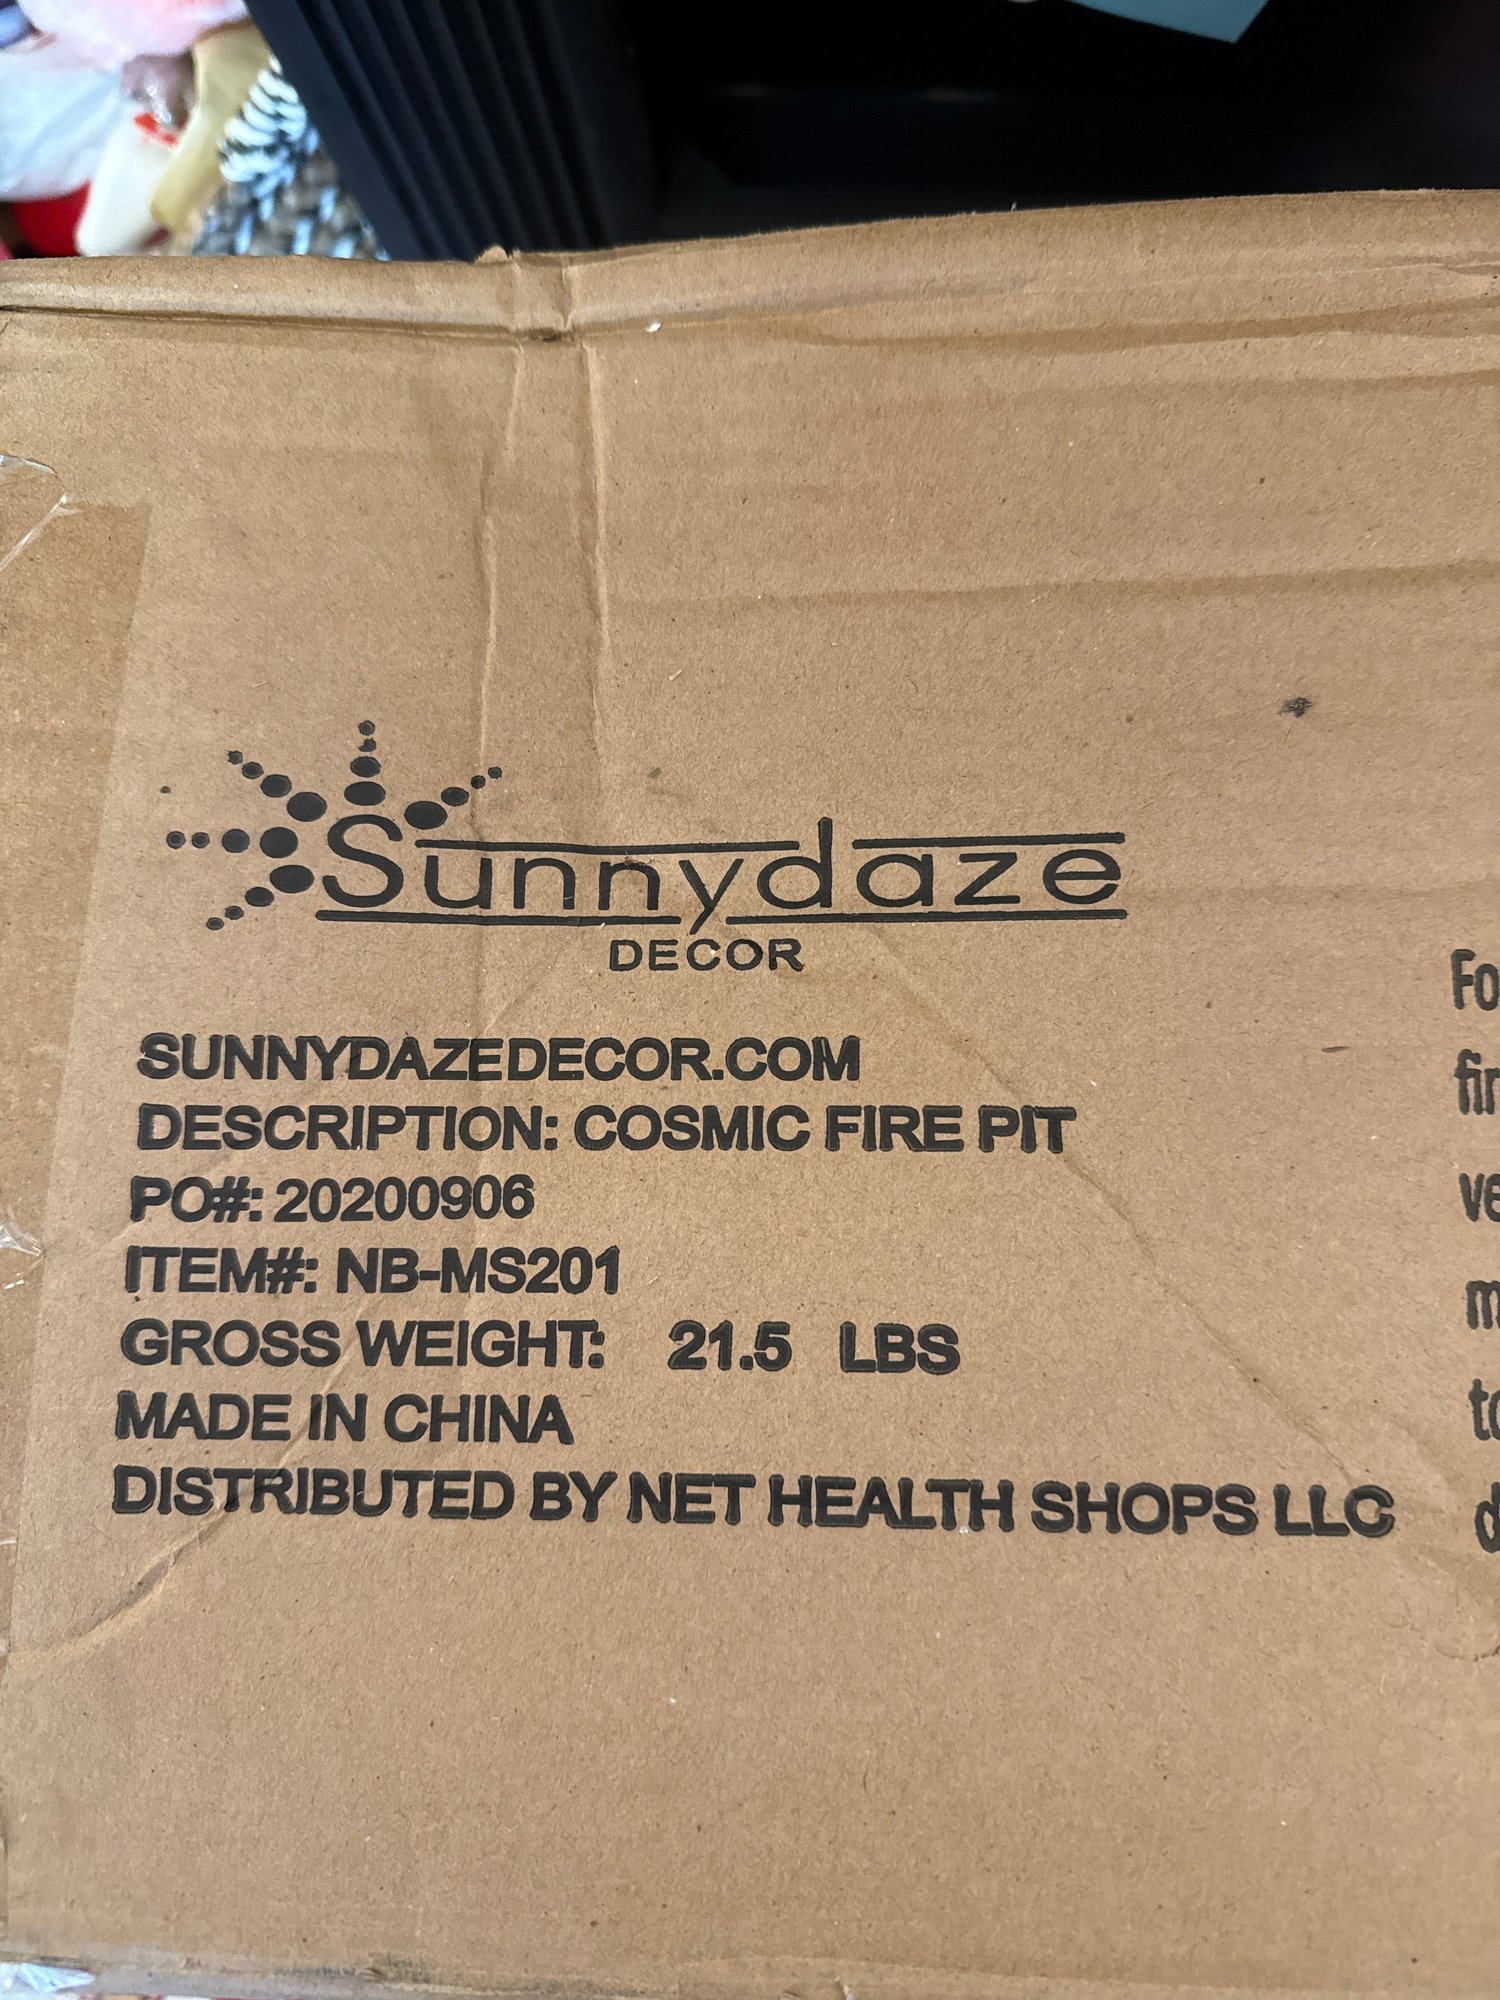 Sunnydaze
DECOR
SUNNYDAZEDECOR.COM
DESCRIPTION: COSMIC FIRE PIT
PO#: 20200906
ITEM#: NB-MS201
GROSS WEIGHT: 21.5 LBS
MADE IN CHINA
DISTRIBUTED BY NET HEALTH SHOPS LLC